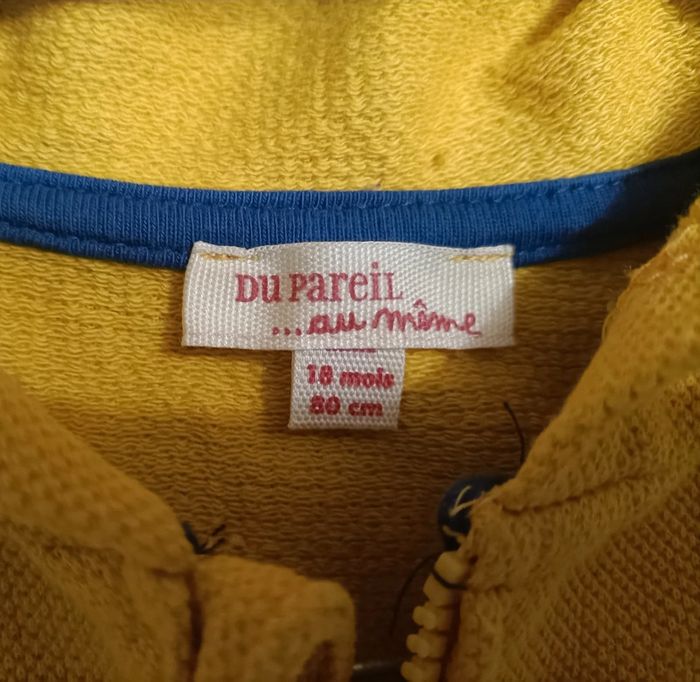 Du Pareil
...au même
18 mois
80 cm